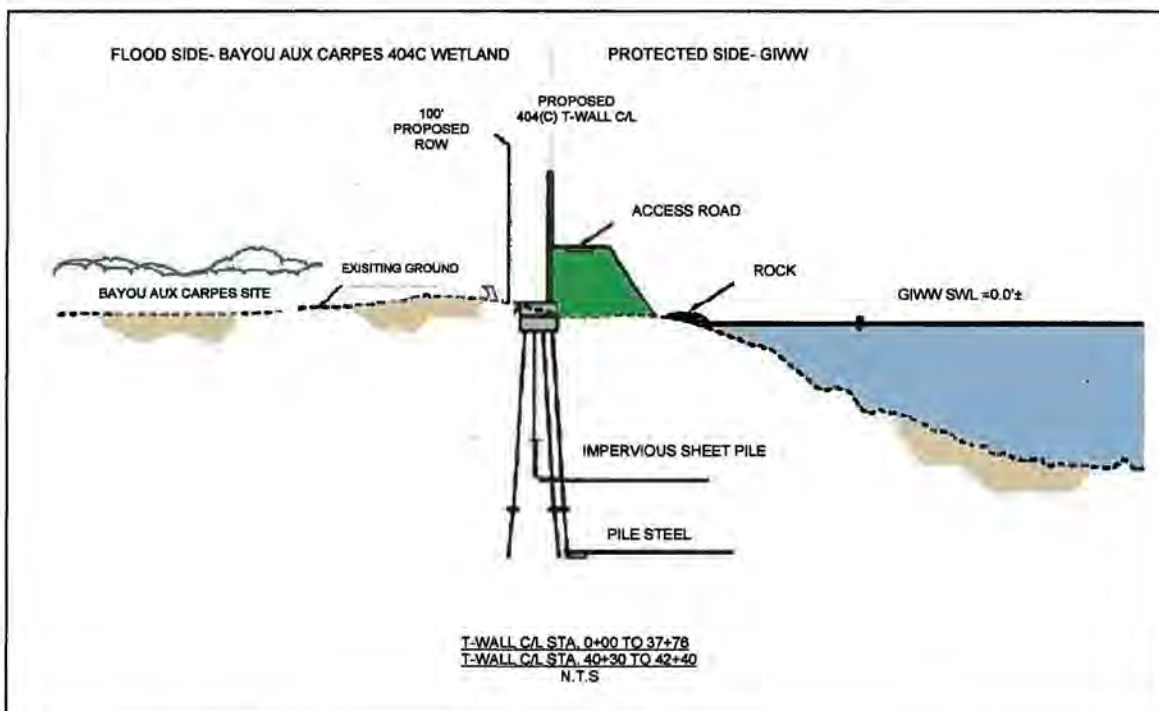 FLOOD SIDE- BAYOU AUX CARPES 404C WETLAND
PROTECTED SIDE- GIWW
PROPOSED
404(C) T-WALL C/L
100'
PROPOSED
ROW
ACCESS ROAD
EXISITING GROUND
ROCK
BAYOU AUX CARPES SITE
GIWW SWL =0.0'±
IMPERVIOUS SHEET PILE
PILE STEEL
T-WALL C/L STA. 0+00 TO 37+76
T-WALL C/L STA. 40+30 TO 42+40
N.T.S